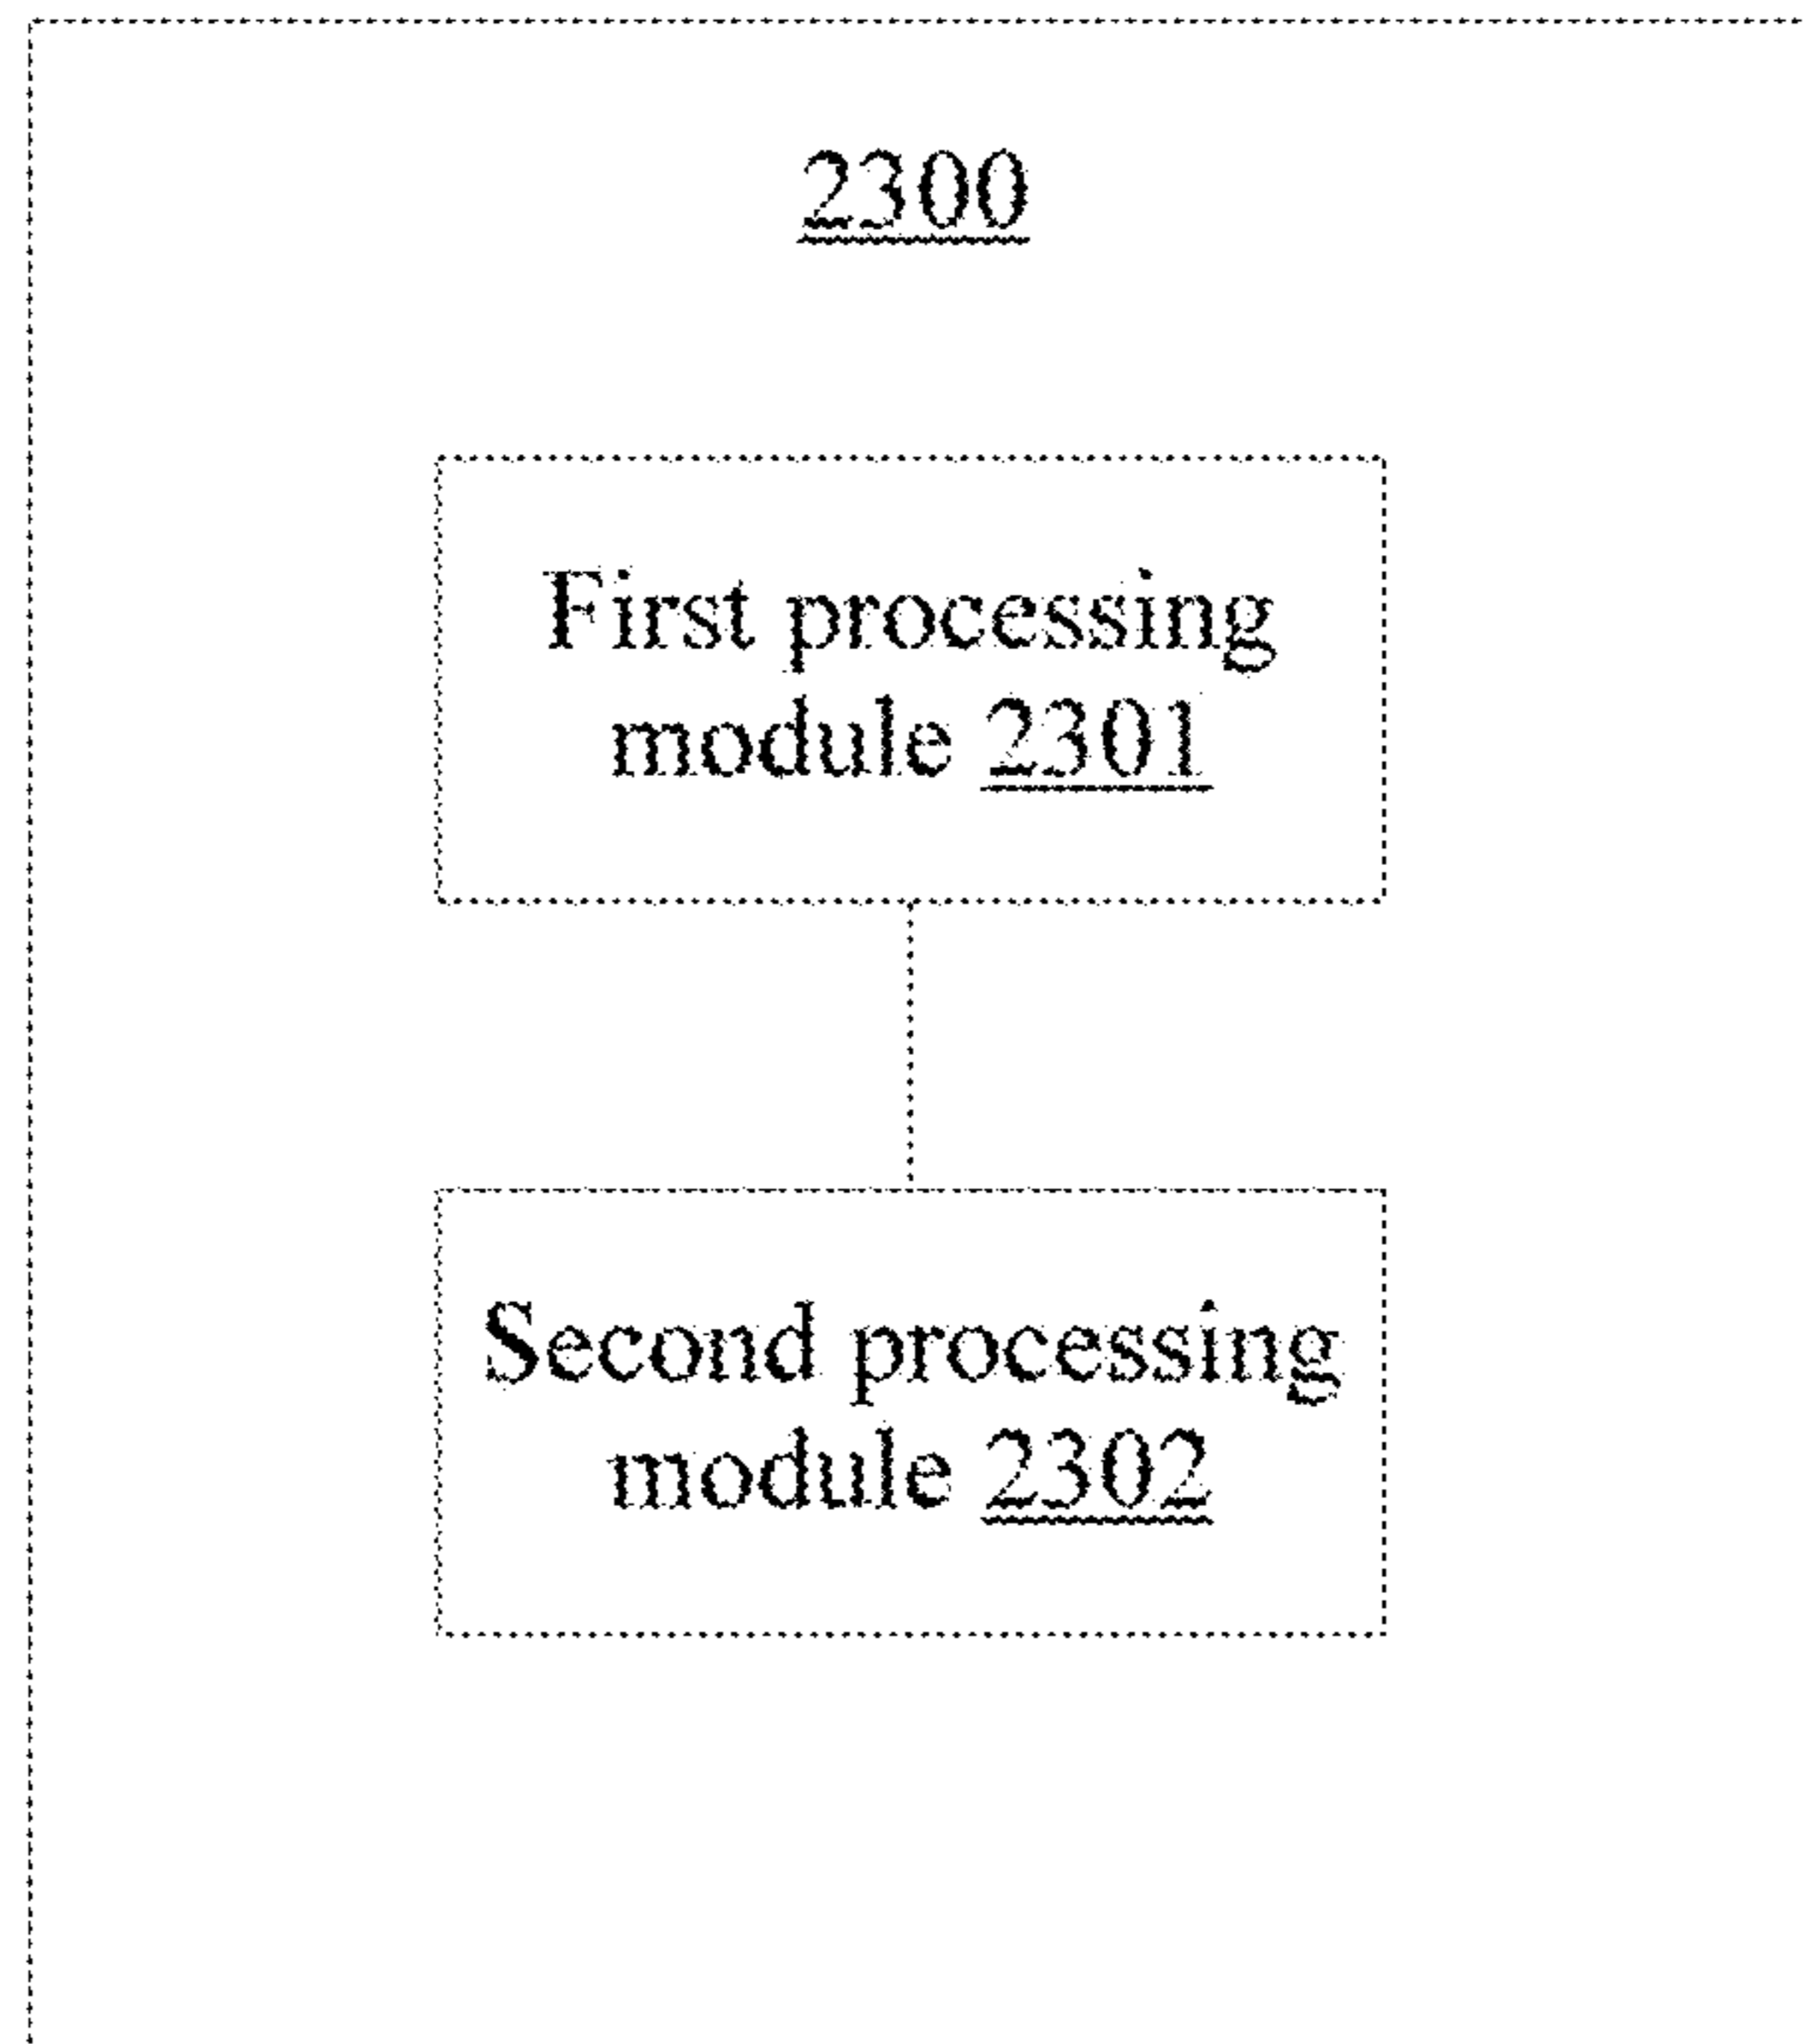 2300
First processing
module 2301
Second processing
module 2302